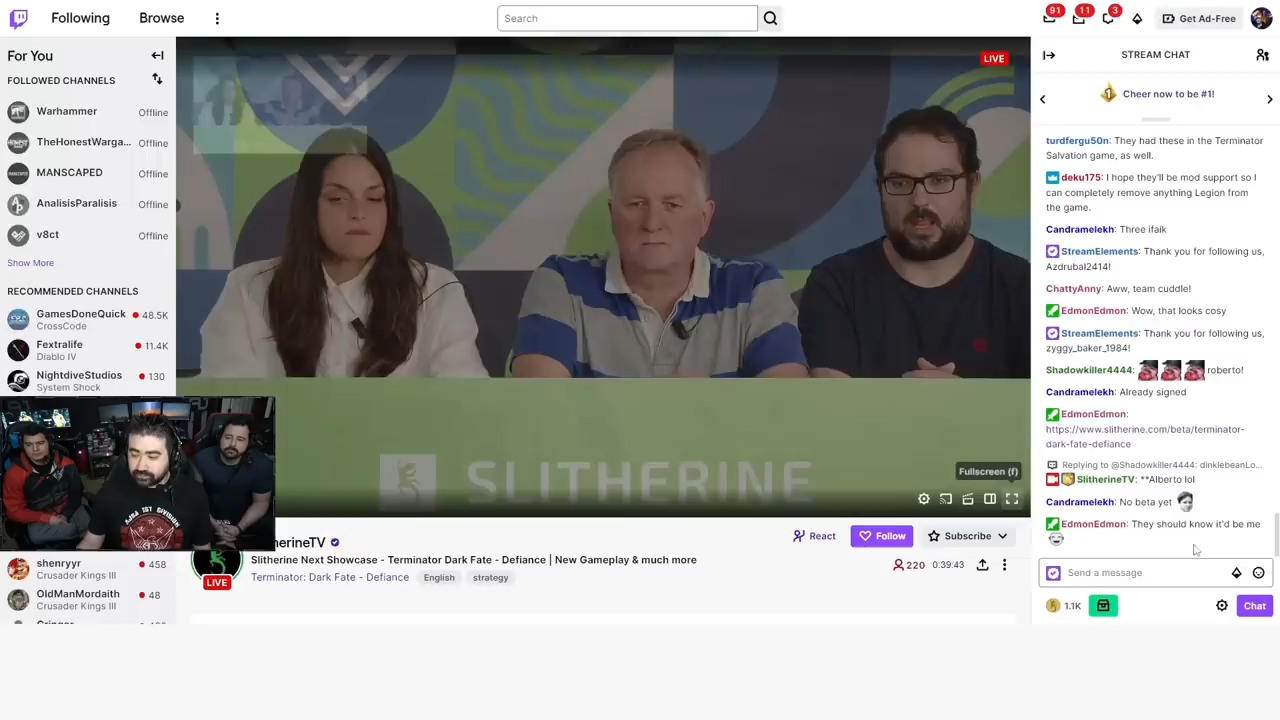 Following
Browse
Search
91
11
3
Get Ad-Free
For You
FOLLOWED CHANNELS
Warhammer
Offline
TheHonestWarga...
Offline
MANSCAPED
Offline
AnalisisParalisis
Offline
v8ct
Offline
Show More
RECOMMENDED CHANNELS
GamesDoneQuick
48.5K
CrossCode
Fextralife
11.4K
Diablo IV
NightdiveStudios
130
System Shock
shenryyr
458
Crusader Kings III
OldManMordaith
48
Crusader Kings III
LIVE
SLITHERINE
Fullscreen (f)
AJSA 1ST DIVISION
LIVE
React
Follow
Subscribe
Slitherine Next Showcase - Terminator Dark Fate - Defiance | New Gameplay & much more
Terminator: Dark Fate - Defiance
English
strategy
220
0:39:43
STREAM CHAT
1
Cheer now to be #1!
turdfergu50n: They had these in the Terminator
Salvation game, as well.
deku175: I hope they'll be mod support so I
can completely remove anything Legion from
the game.
Candramelekh: Three ifaik
StreamElements: Thank you for following us,
Azdrubal2414!
ChattyAnny: Aww, team cuddle!
EdmonEdmon: Wow, that looks cosy
StreamElements: Thank you for following us,
zyggy_baker_1984!
Shadowkiller4444: roberto!
Candramelekh: Already signed
EdmonEdmon:
https://www.slitherine.com/beta/terminator-
dark-fate-defiance
Replying to @Shadowkiller4444: dinklebeanLo...
SlitherineTV: **Alberto lol
Candramelekh: No beta yet
EdmonEdmon: They should know it'd be me
Send a message
1.1K
Chat